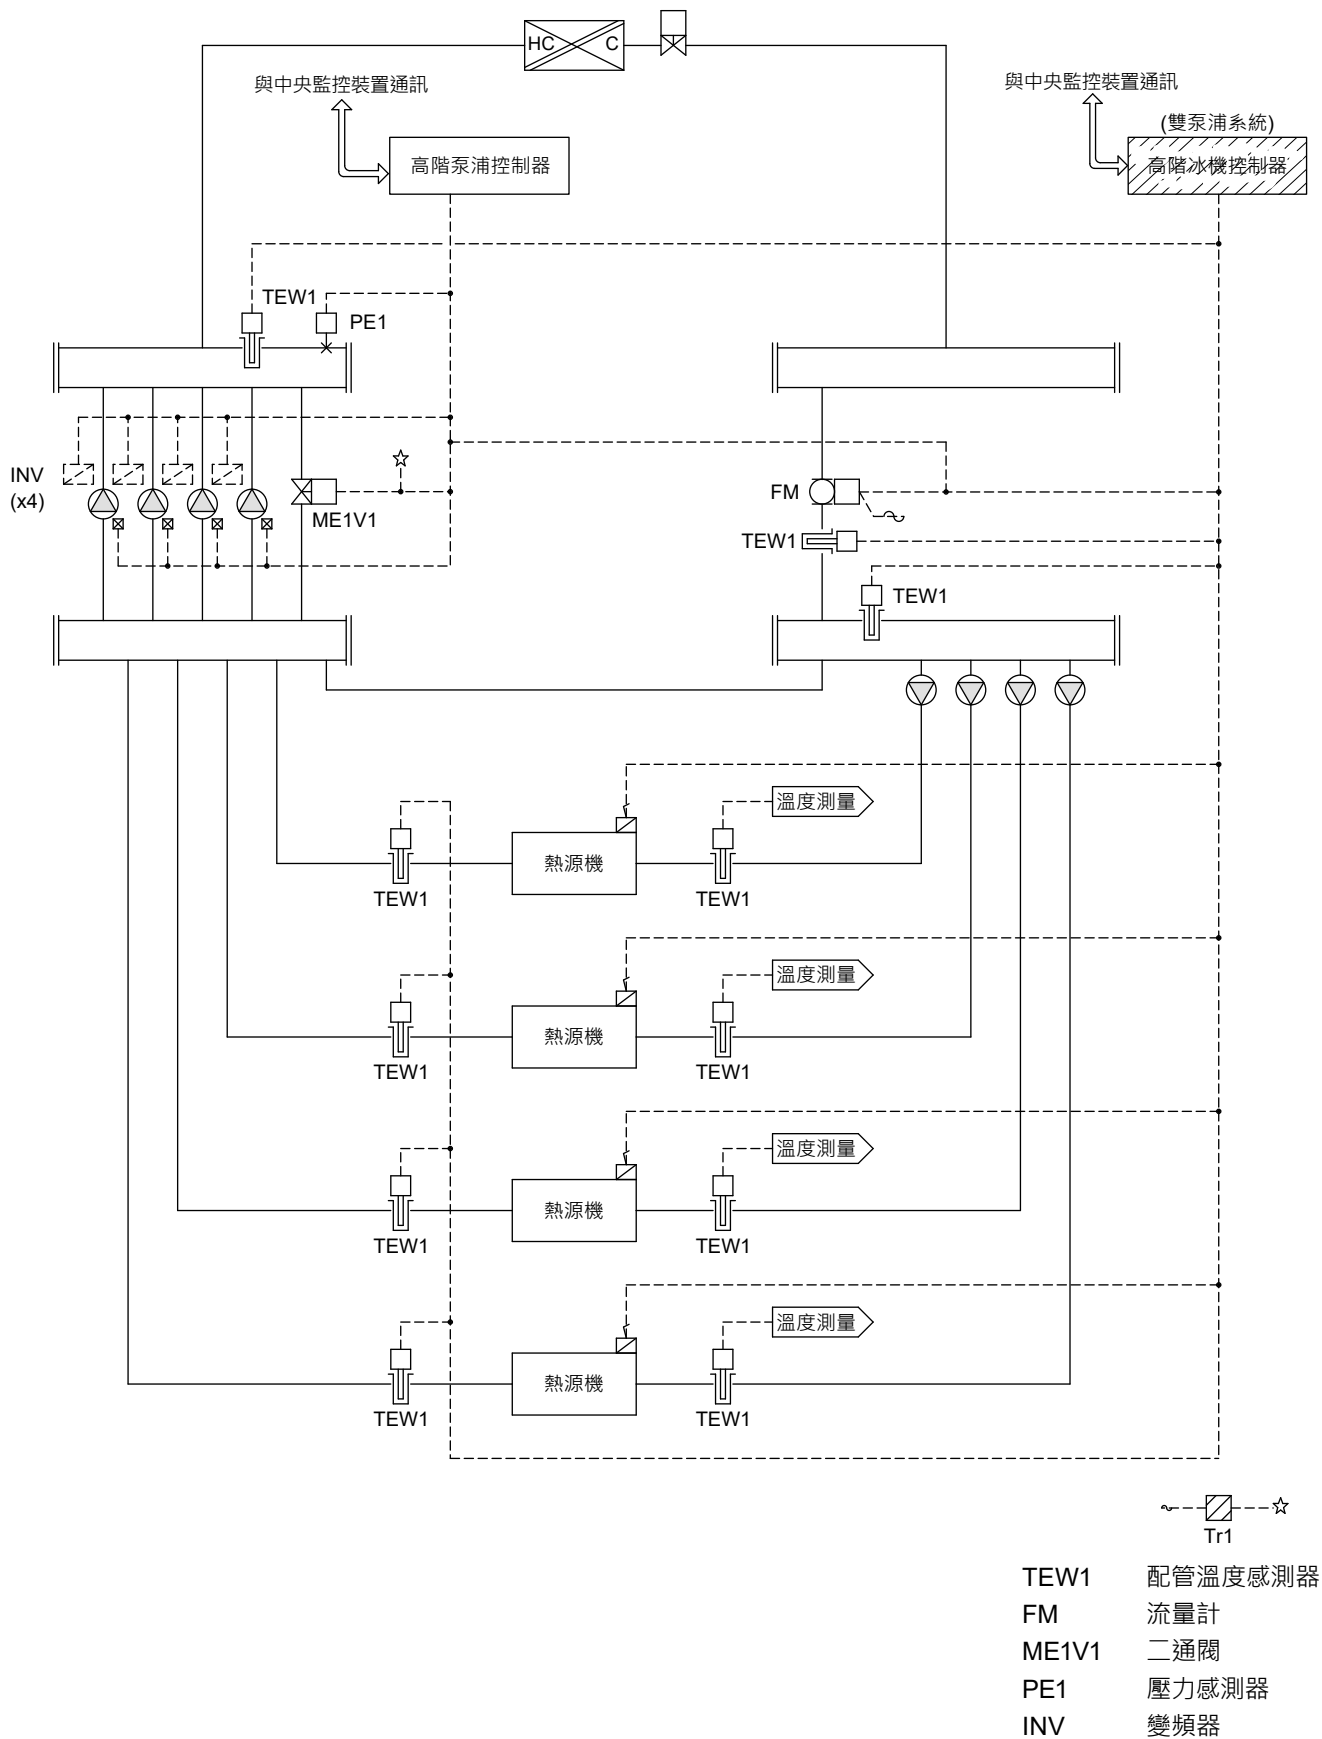 HC C
與中央監控裝置通訊
與中央監控裝置通訊
(雙泵浦系統)
高階泵浦控制器
高階冰機控制器
TEW1
PE1
INV
(x4)
ME1V1
FM
TEW1
TEW1
溫度測量
熱源機
TEW1
TEW1
溫度測量
熱源機
TEW1
TEW1
溫度測量
熱源機
TEW1
TEW1
溫度測量
熱源機
TEW1
TEW1
Tr1
TEW1 配管溫度感測器
FM 流量計
ME1V1 二通閥
PE1 壓力感測器
INV 變頻器